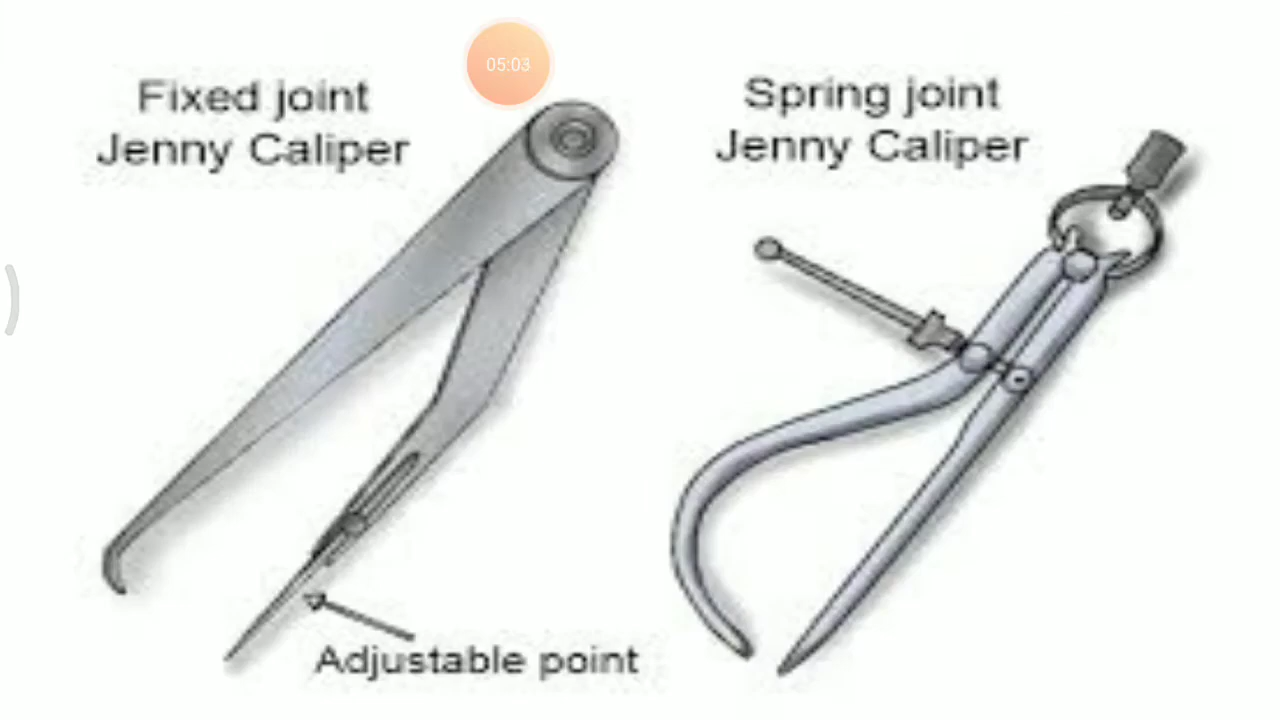 05:03
Fixed joint
Jenny Caliper
Spring joint
Jenny Caliper
Adjustable point